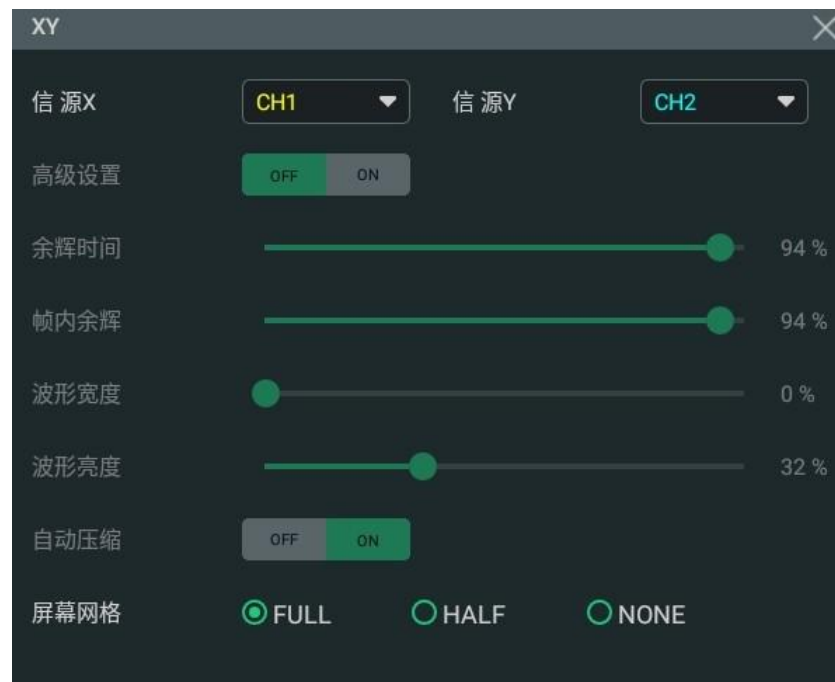 XY
信 源X CH1 信 源Y CH2
高级设置 OFF ON
余辉时间 94 %
帧内余辉 94 %
波形宽度 0 %
波形亮度 32 %
自动压缩 OFF ON
屏幕网格 FULL HALF NONE